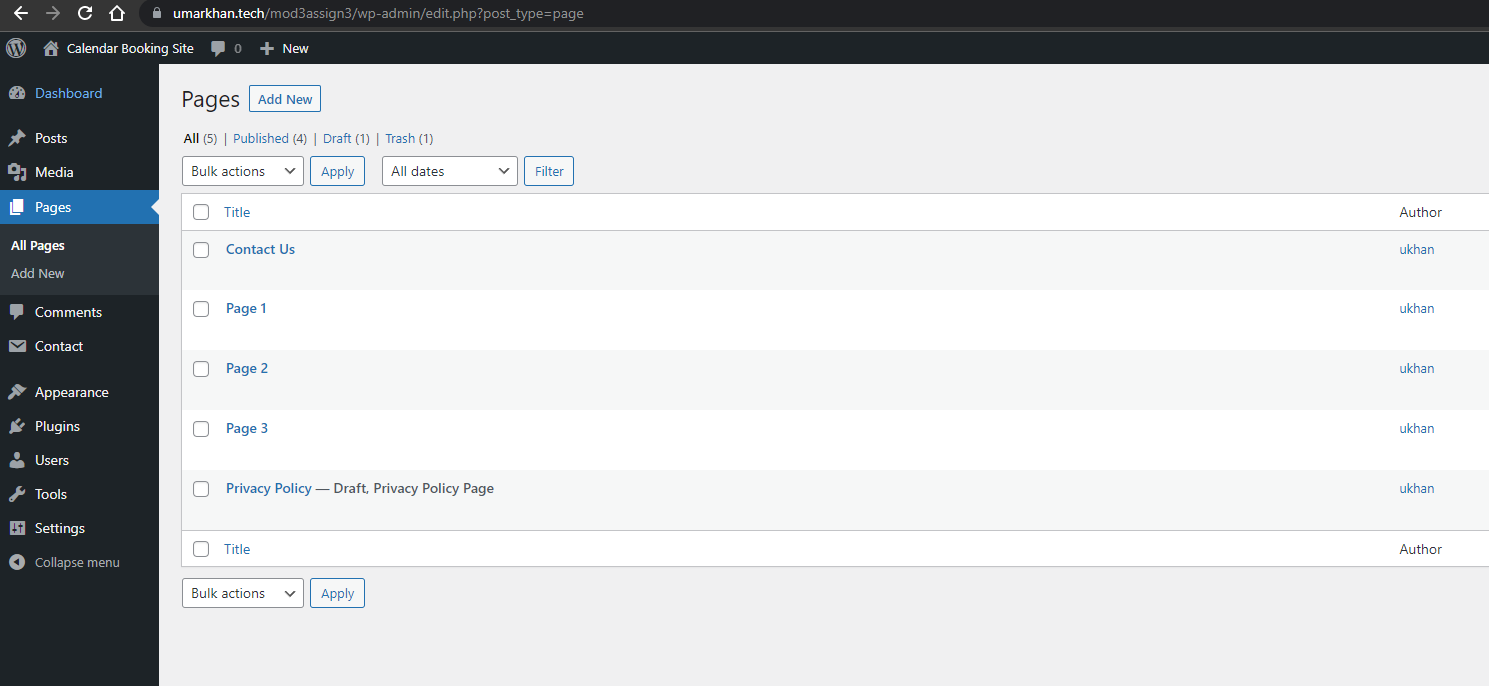 umarkhan.tech/mod3assign3/wp-admin/edit.php?post_type=page
Calendar Booking Site 0 New
Dashboard
Posts
Media
Pages
All Pages
Add New
Comments
Contact
Appearance
Plugins
Users
Tools
Settings
Collapse menu
Pages Add New
All (5) | Published (4) | Draft (1) | Trash (1)
Bulk actions Apply All dates Filter
Title Author
Contact Us ukhan
Page 1 ukhan
Page 2 ukhan
Page 3 ukhan
Privacy Policy — Draft, Privacy Policy Page ukhan
Title Author
Bulk actions Apply